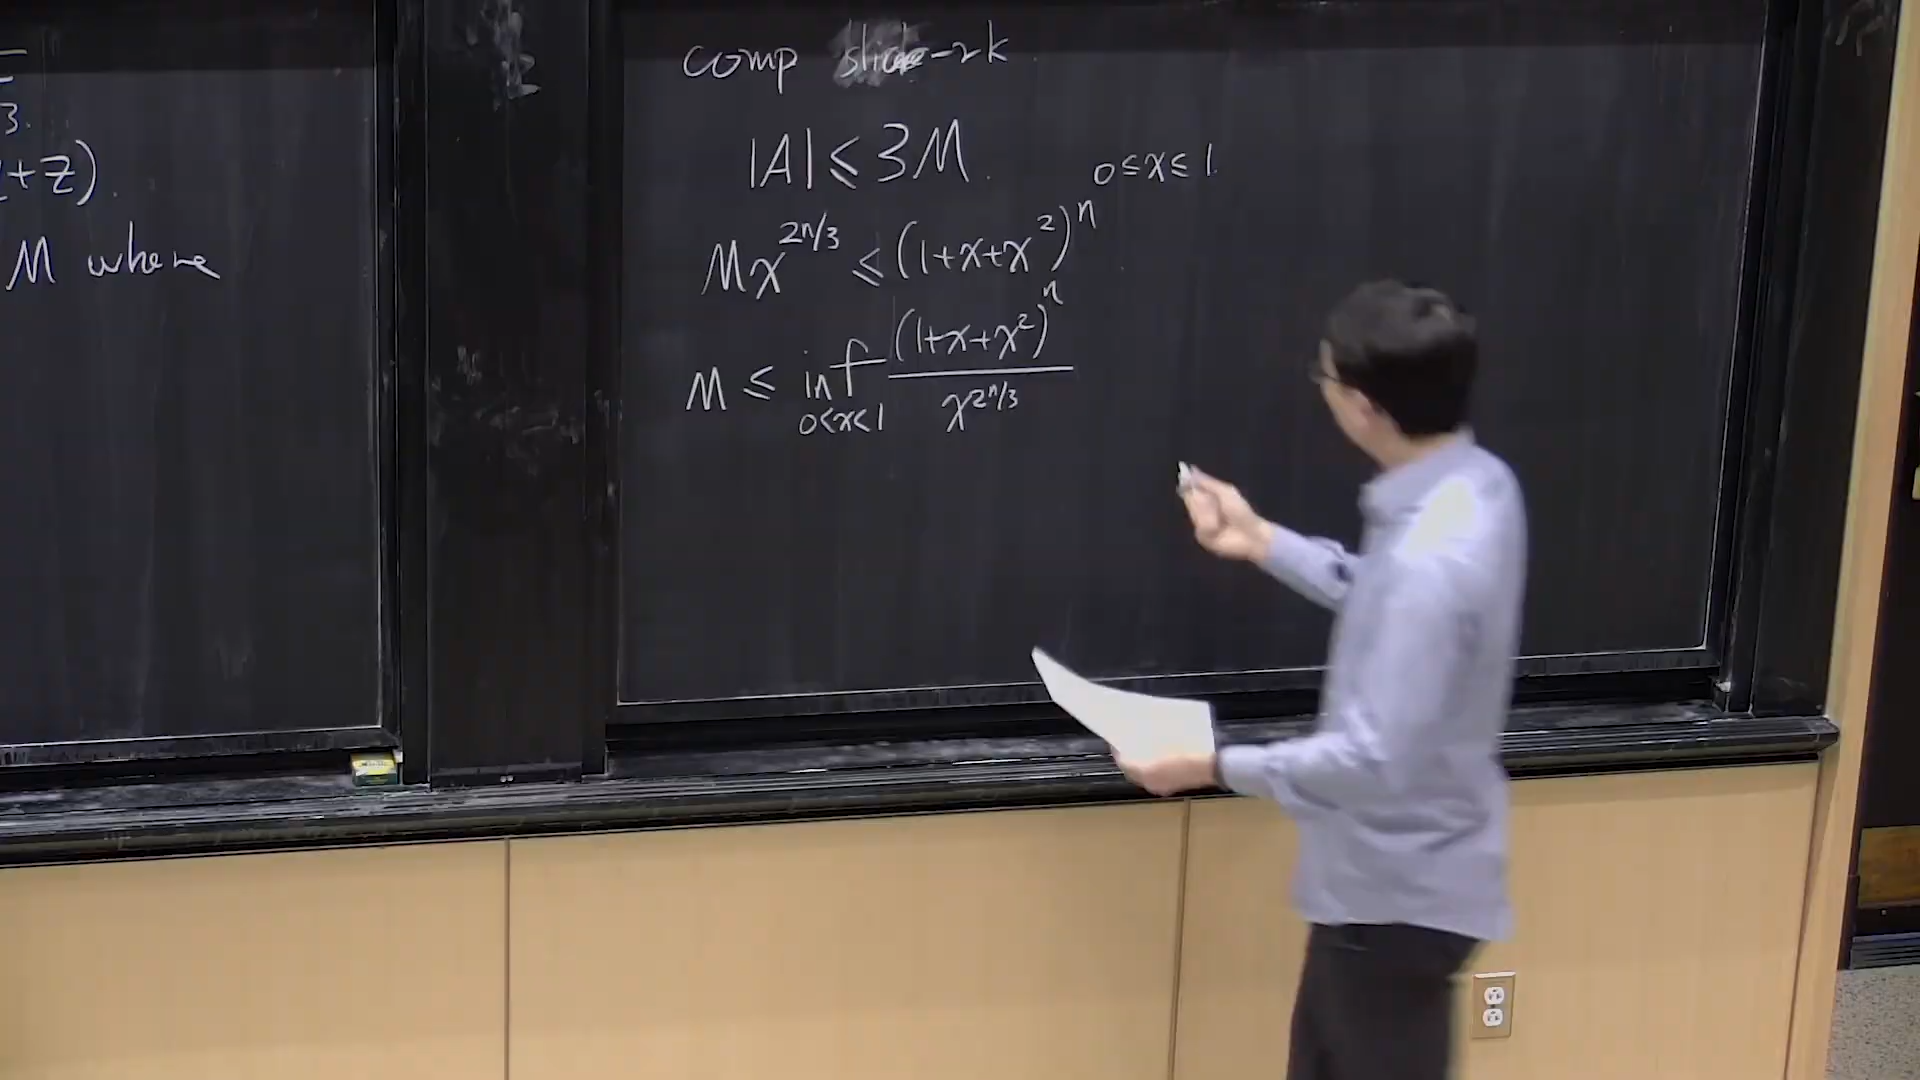 3.
+z).
M where
comp slice-rk
|A| ≤ 3M.
0 ≤ x ≤ 1.
Mx^{2n/3} ≤ (1+x+x^2)^n
M ≤ inf_{0<x<1} (1+x+x^2)^n / x^{2n/3}